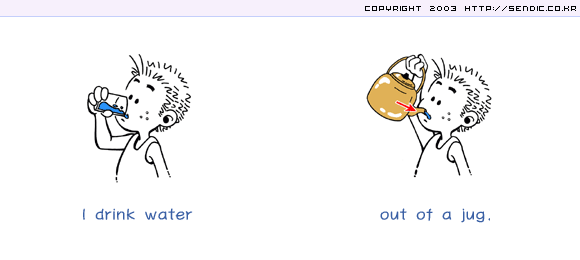 COPYRIGHT 2003 HTTP://SENDIC.CO.KR
I drink water
out of a jug.